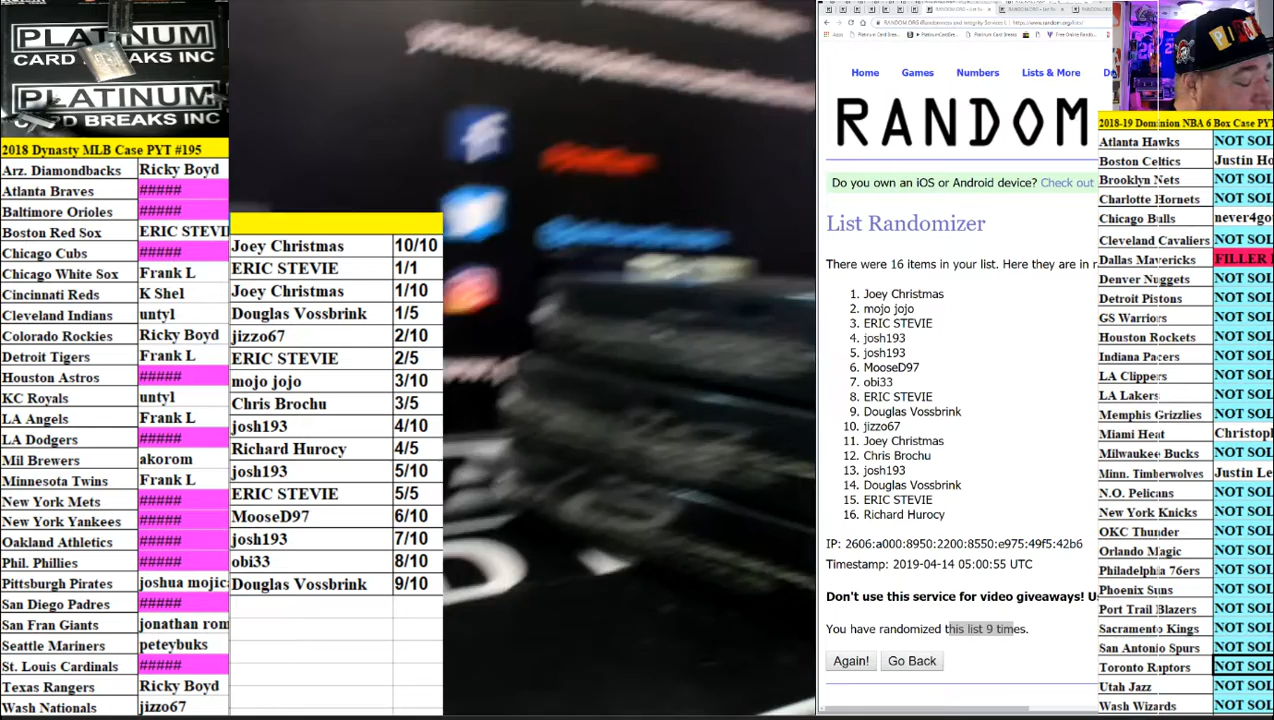 PLATINUM
CARD BREAKS INC
PLATINUM
CARD BREAKS INC
2018 Dynasty MLB Case PYT #195
Arz. Diamondbacks Ricky Boyd
Atlanta Braves #####
Baltimore Orioles #####
Boston Red Sox ERIC STEVI
Chicago Cubs #####
Chicago White Sox Frank L
Cincinnati Reds K Shel
Cleveland Indians untyl
Colorado Rockies Ricky Boyd
Detroit Tigers Frank L
Houston Astros #####
KC Royals untyl
LA Angels Frank L
LA Dodgers #####
Mil Brewers akorom
Minnesota Twins Frank L
New York Mets #####
New York Yankees #####
Oakland Athletics #####
Phil. Phillies #####
Pittsburgh Pirates joshua mojic
San Diego Padres #####
San Fran Giants jonathan rom
Seattle Mariners peteybuks
St. Louis Cardinals #####
Texas Rangers Ricky Boyd
Wash Nationals jizzo67
Joey Christmas 10/10
ERIC STEVIE 1/1
Joey Christmas 1/10
Douglas Vossbrink 1/5
jizzo67 2/10
ERIC STEVIE 2/5
mojo jojo 3/10
Chris Brochu 3/5
josh193 4/10
Richard Hurocy 4/5
josh193 5/10
ERIC STEVIE 5/5
MooseD97 6/10
josh193 7/10
obi33 8/10
Douglas Vossbrink 9/10
Home Games Numbers Lists & More
RANDOM
Do you own an iOS or Android device? Check out
List Randomizer
There were 16 items in your list. Here they are in
1. Joey Christmas
2. mojo jojo
3. ERIC STEVIE
4. josh193
5. josh193
6. MooseD97
7. obi33
8. ERIC STEVIE
9. Douglas Vossbrink
10. jizzo67
11. Joey Christmas
12. Chris Brochu
13. josh193
14. Douglas Vossbrink
15. ERIC STEVIE
16. Richard Hurocy
IP: 2606:a000:8950:2200:8550:e975:49f5:42b6
Timestamp: 2019-04-14 05:00:55 UTC
Don't use this service for video giveaways!
You have randomized this list 9 times.
Again! Go Back
2018-19 Dominion NBA 6 Box Case PYT
Atlanta Hawks NOT SOL
Boston Celtics Justin Ho
Brooklyn Nets NOT SOL
Charlotte Hornets NOT SOL
Chicago Bulls never4go
Cleveland Cavaliers NOT SOL
Dallas Mavericks FILLER
Denver Nuggets NOT SOL
Detroit Pistons NOT SOL
GS Warriors NOT SOL
Houston Rockets NOT SOL
Indiana Pacers NOT SOL
LA Clippers NOT SOL
LA Lakers NOT SOL
Memphis Grizzlies NOT SOL
Miami Heat Christoph
Milwaukee Bucks NOT SOL
Minn. Timberwolves Justin Le
N.O. Pelicans NOT SOL
New York Knicks NOT SOL
OKC Thunder NOT SOL
Orlando Magic NOT SOL
Philadelphia 76ers NOT SOL
Phoenix Suns NOT SOL
Port Trail Blazers NOT SOL
Sacramento Kings NOT SOL
San Antonio Spurs NOT SOL
Toronto Raptors NOT SOL
Utah Jazz NOT SOL
Wash Wizards NOT SOL